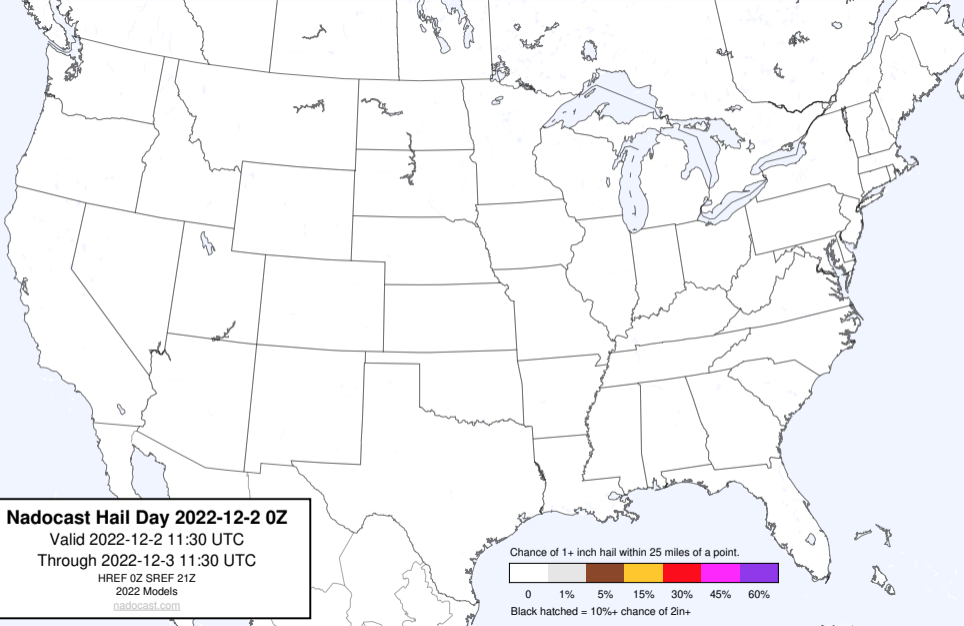 Nadocast Hail Day 2022-12-2 0Z
Valid 2022-12-2 11:30 UTC
Through 2022-12-3 11:30 UTC
HREF 0Z SREF 21Z
2022 Models
nadocast.com
Chance of 1+ inch hail within 25 miles of a point.
0 1% 5% 15% 30% 45% 60%
Black hatched = 10%+ chance of 2in+